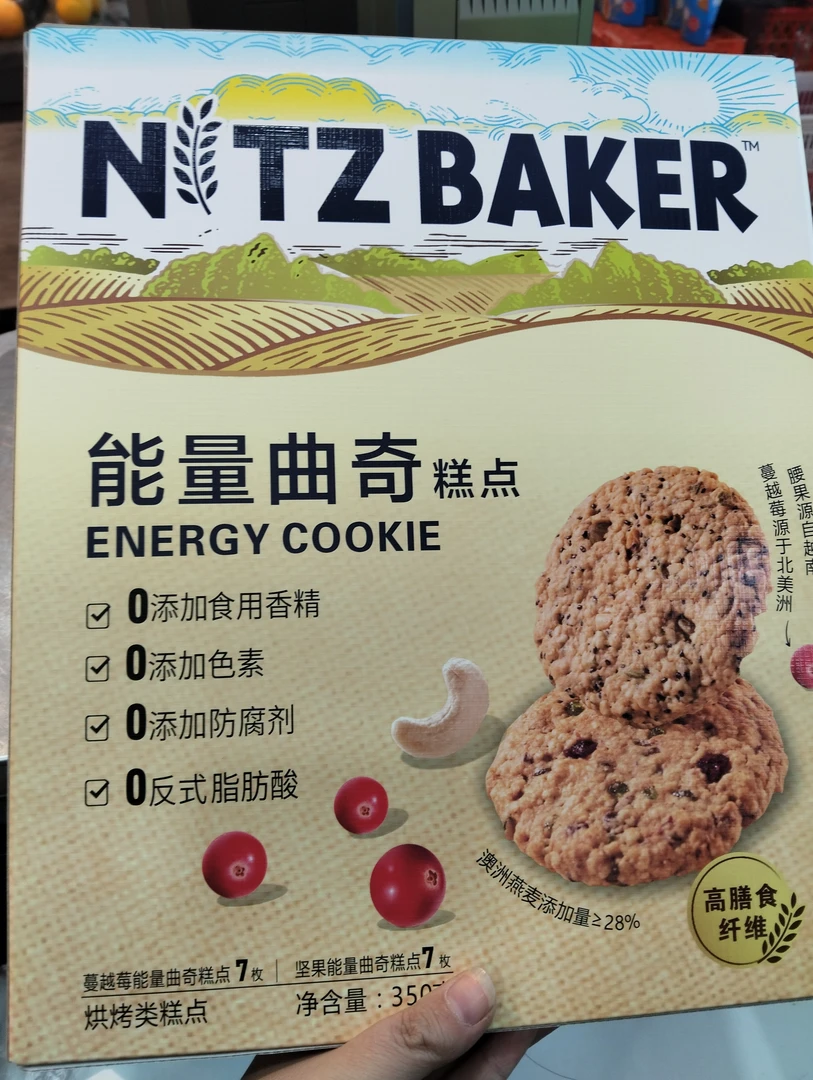 NITZ BAKER™
能量曲奇 糕点
ENERGY COOKIE
0添加食用香精
0添加色素
0添加防腐剂
0反式脂肪酸
腰果源自越南
蔓越莓源于北美洲
澳洲燕麦添加量≥28%
高膳食
纤维
蔓越莓能量曲奇糕点7枚 | 坚果能量曲奇糕点7枚
烘烤类糕点
净含量：350